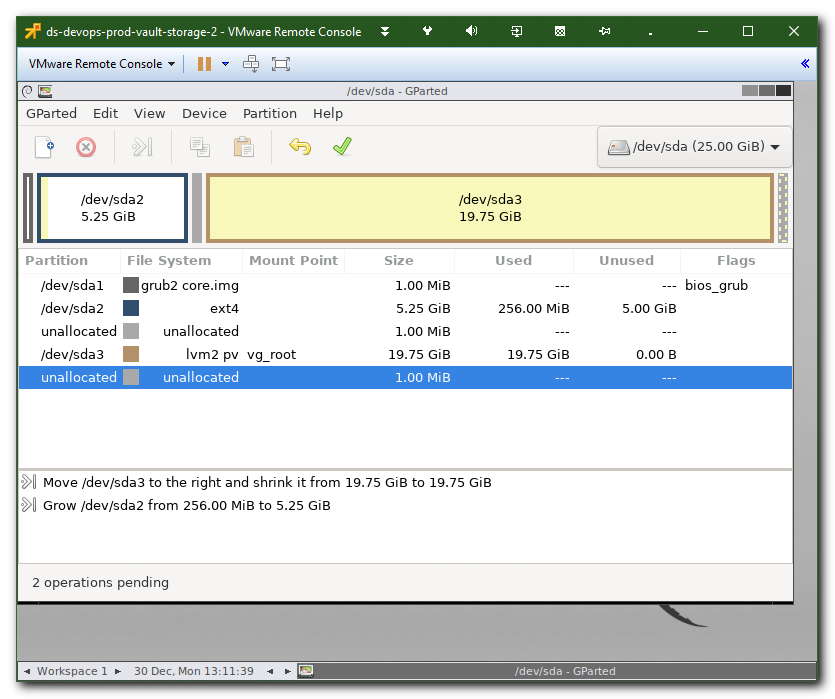 ds-devops-prod-vault-storage-2 - VMware Remote Console
VMware Remote Console
/dev/sda - GParted
GParted Edit View Device Partition Help
/dev/sda (25.00 GiB)
/dev/sda2
5.25 GiB
/dev/sda3
19.75 GiB
Partition File System Mount Point Size Used Unused Flags
/dev/sda1 grub2 core.img 1.00 MiB --- --- bios_grub
/dev/sda2 ext4 5.25 GiB 256.00 MiB 5.00 GiB
unallocated unallocated 1.00 MiB --- ---
/dev/sda3 lvm2 pv vg_root 19.75 GiB 19.75 GiB 0.00 B
unallocated unallocated 1.00 MiB --- ---
Move /dev/sda3 to the right and shrink it from 19.75 GiB to 19.75 GiB
Grow /dev/sda2 from 256.00 MiB to 5.25 GiB
2 operations pending
Workspace 1 30 Dec, Mon 13:11:39 /dev/sda - GParted